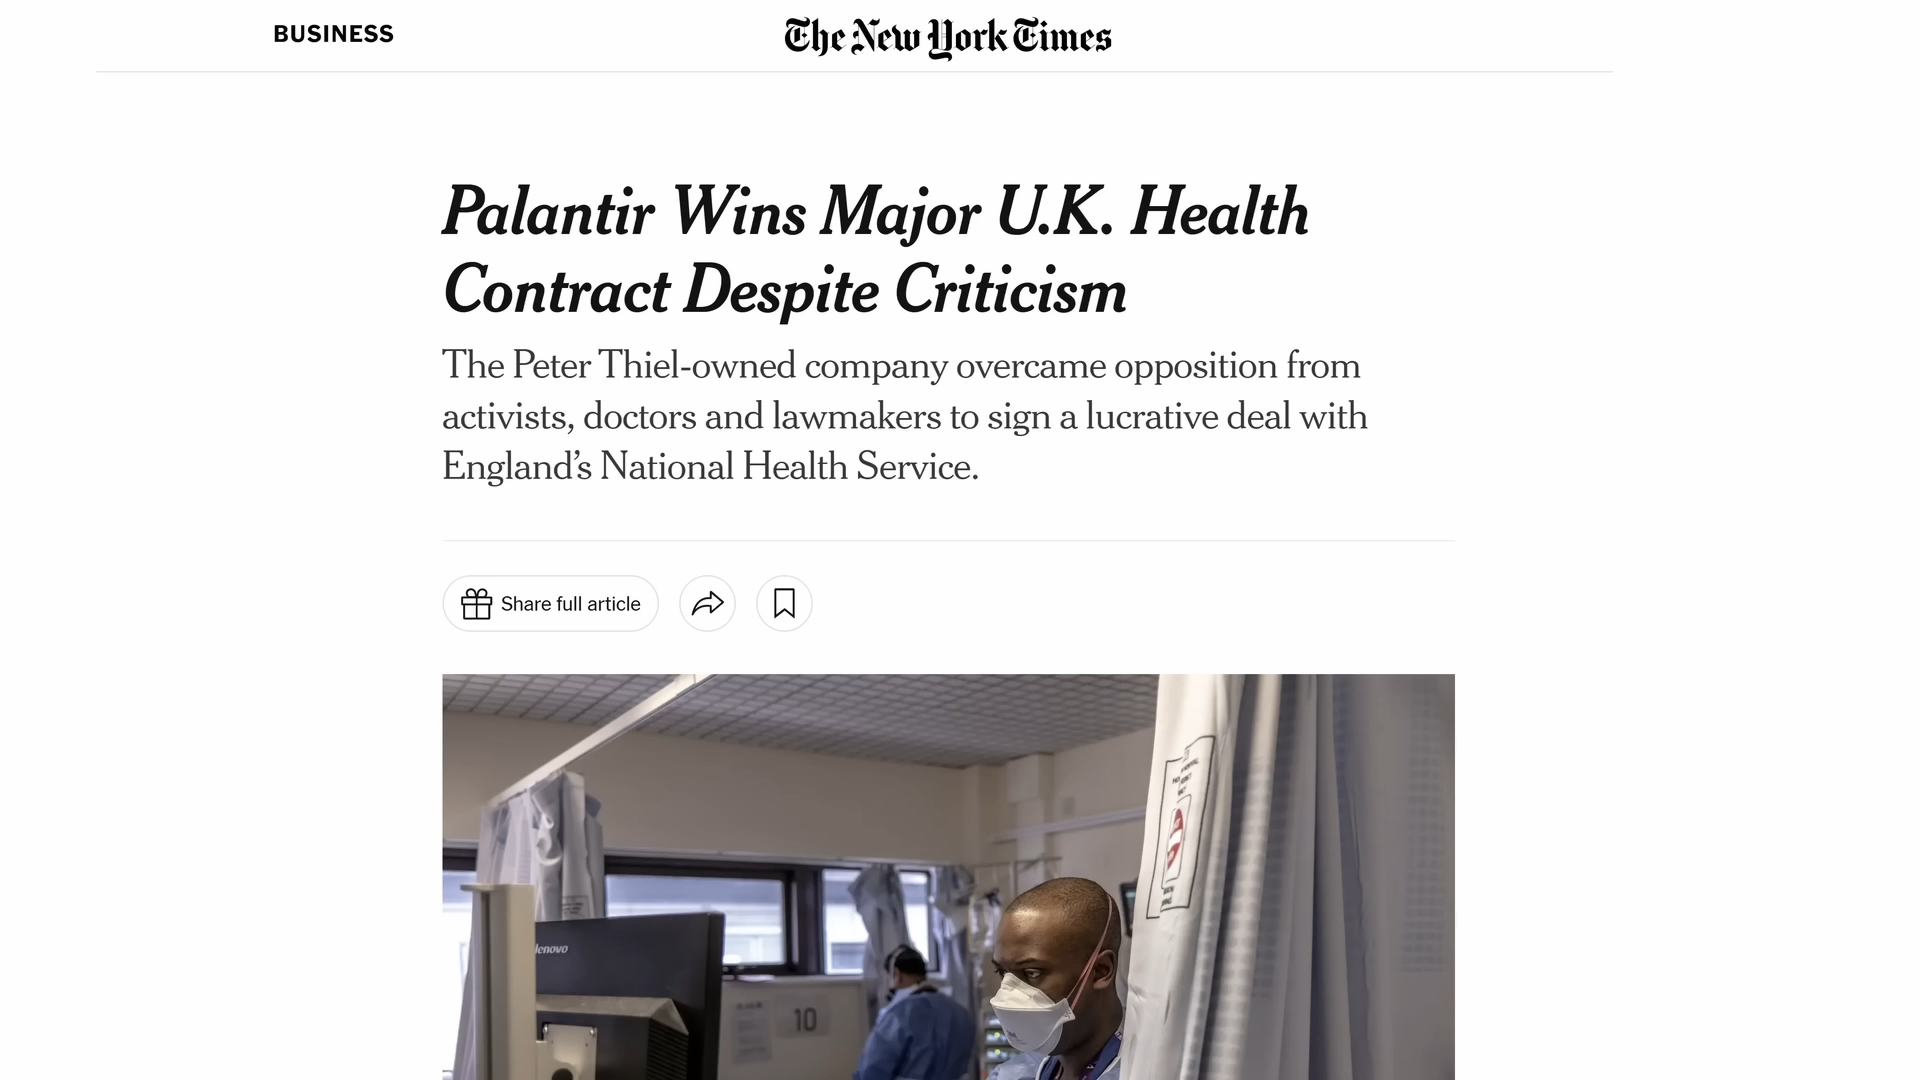 BUSINESS
The New York Times
Palantir Wins Major U.K. Health
Contract Despite Criticism
The Peter Thiel-owned company overcame opposition from
activists, doctors and lawmakers to sign a lucrative deal with
England’s National Health Service.
Share full article
lenovo
10